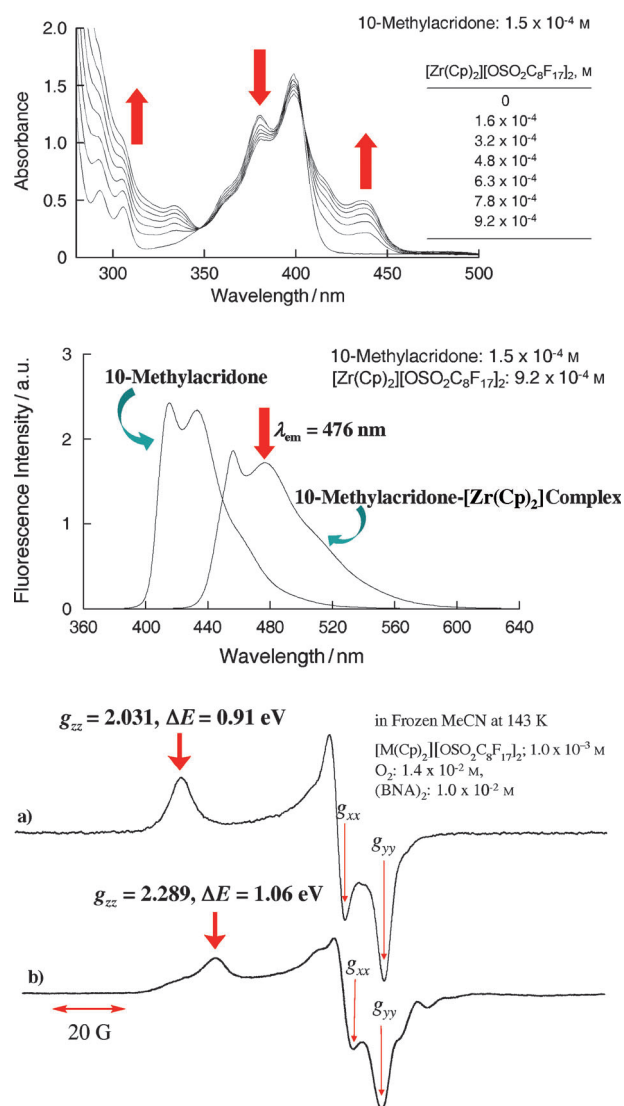 10-Methylacridone: 1.5 x 10⁻⁴ M
[Zr(Cp)₂][OSO₂C₈F₁₇]₂, M
0
1.6 x 10⁻⁴
3.2 x 10⁻⁴
4.8 x 10⁻⁴
6.3 x 10⁻⁴
7.8 x 10⁻⁴
9.2 x 10⁻⁴
2.0
1.5
1.0
0.5
0
Absorbance
300 350 400 450 500
Wavelength / nm
10-Methylacridone: 1.5 x 10⁻⁴ M
[Zr(Cp)₂][OSO₂C₈F₁₇]₂: 9.2 x 10⁻⁴ M
3
2
1
0
Fluorescence Intensity / a.u.
10-Methylacridone
λem = 476 nm
10-Methylacridone-[Zr(Cp)₂]Complex
360 400 440 480 520 560 600 640
Wavelength / nm
gzz = 2.031, ΔE = 0.91 eV
in Frozen MeCN at 143 K
[M(Cp)₂][OSO₂C₈F₁₇]₂; 1.0 x 10⁻³ M
O₂: 1.4 x 10⁻² M,
(BNA)₂: 1.0 x 10⁻² M
a)
gxx
gyy
gzz = 2.289, ΔE = 1.06 eV
b)
gxx
gyy
20 G